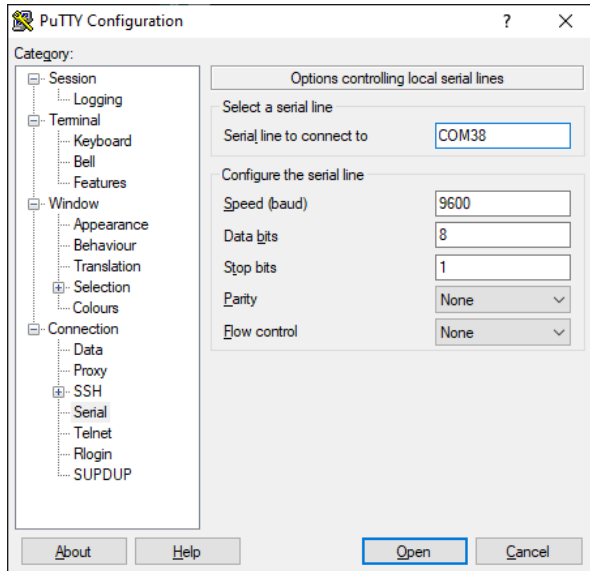 PuTTY Configuration
?
Category:
Session
Logging
Terminal
Keyboard
Bell
Features
Window
Appearance
Behaviour
Translation
Selection
Colours
Connection
Data
Proxy
SSH
Serial
Telnet
Rlogin
SUPDUP
Options controlling local serial lines
Select a serial line
Serial line to connect to COM38
Configure the serial line
Speed (baud) 9600
Data bits 8
Stop bits 1
Parity None
Flow control None
About Help Open Cancel